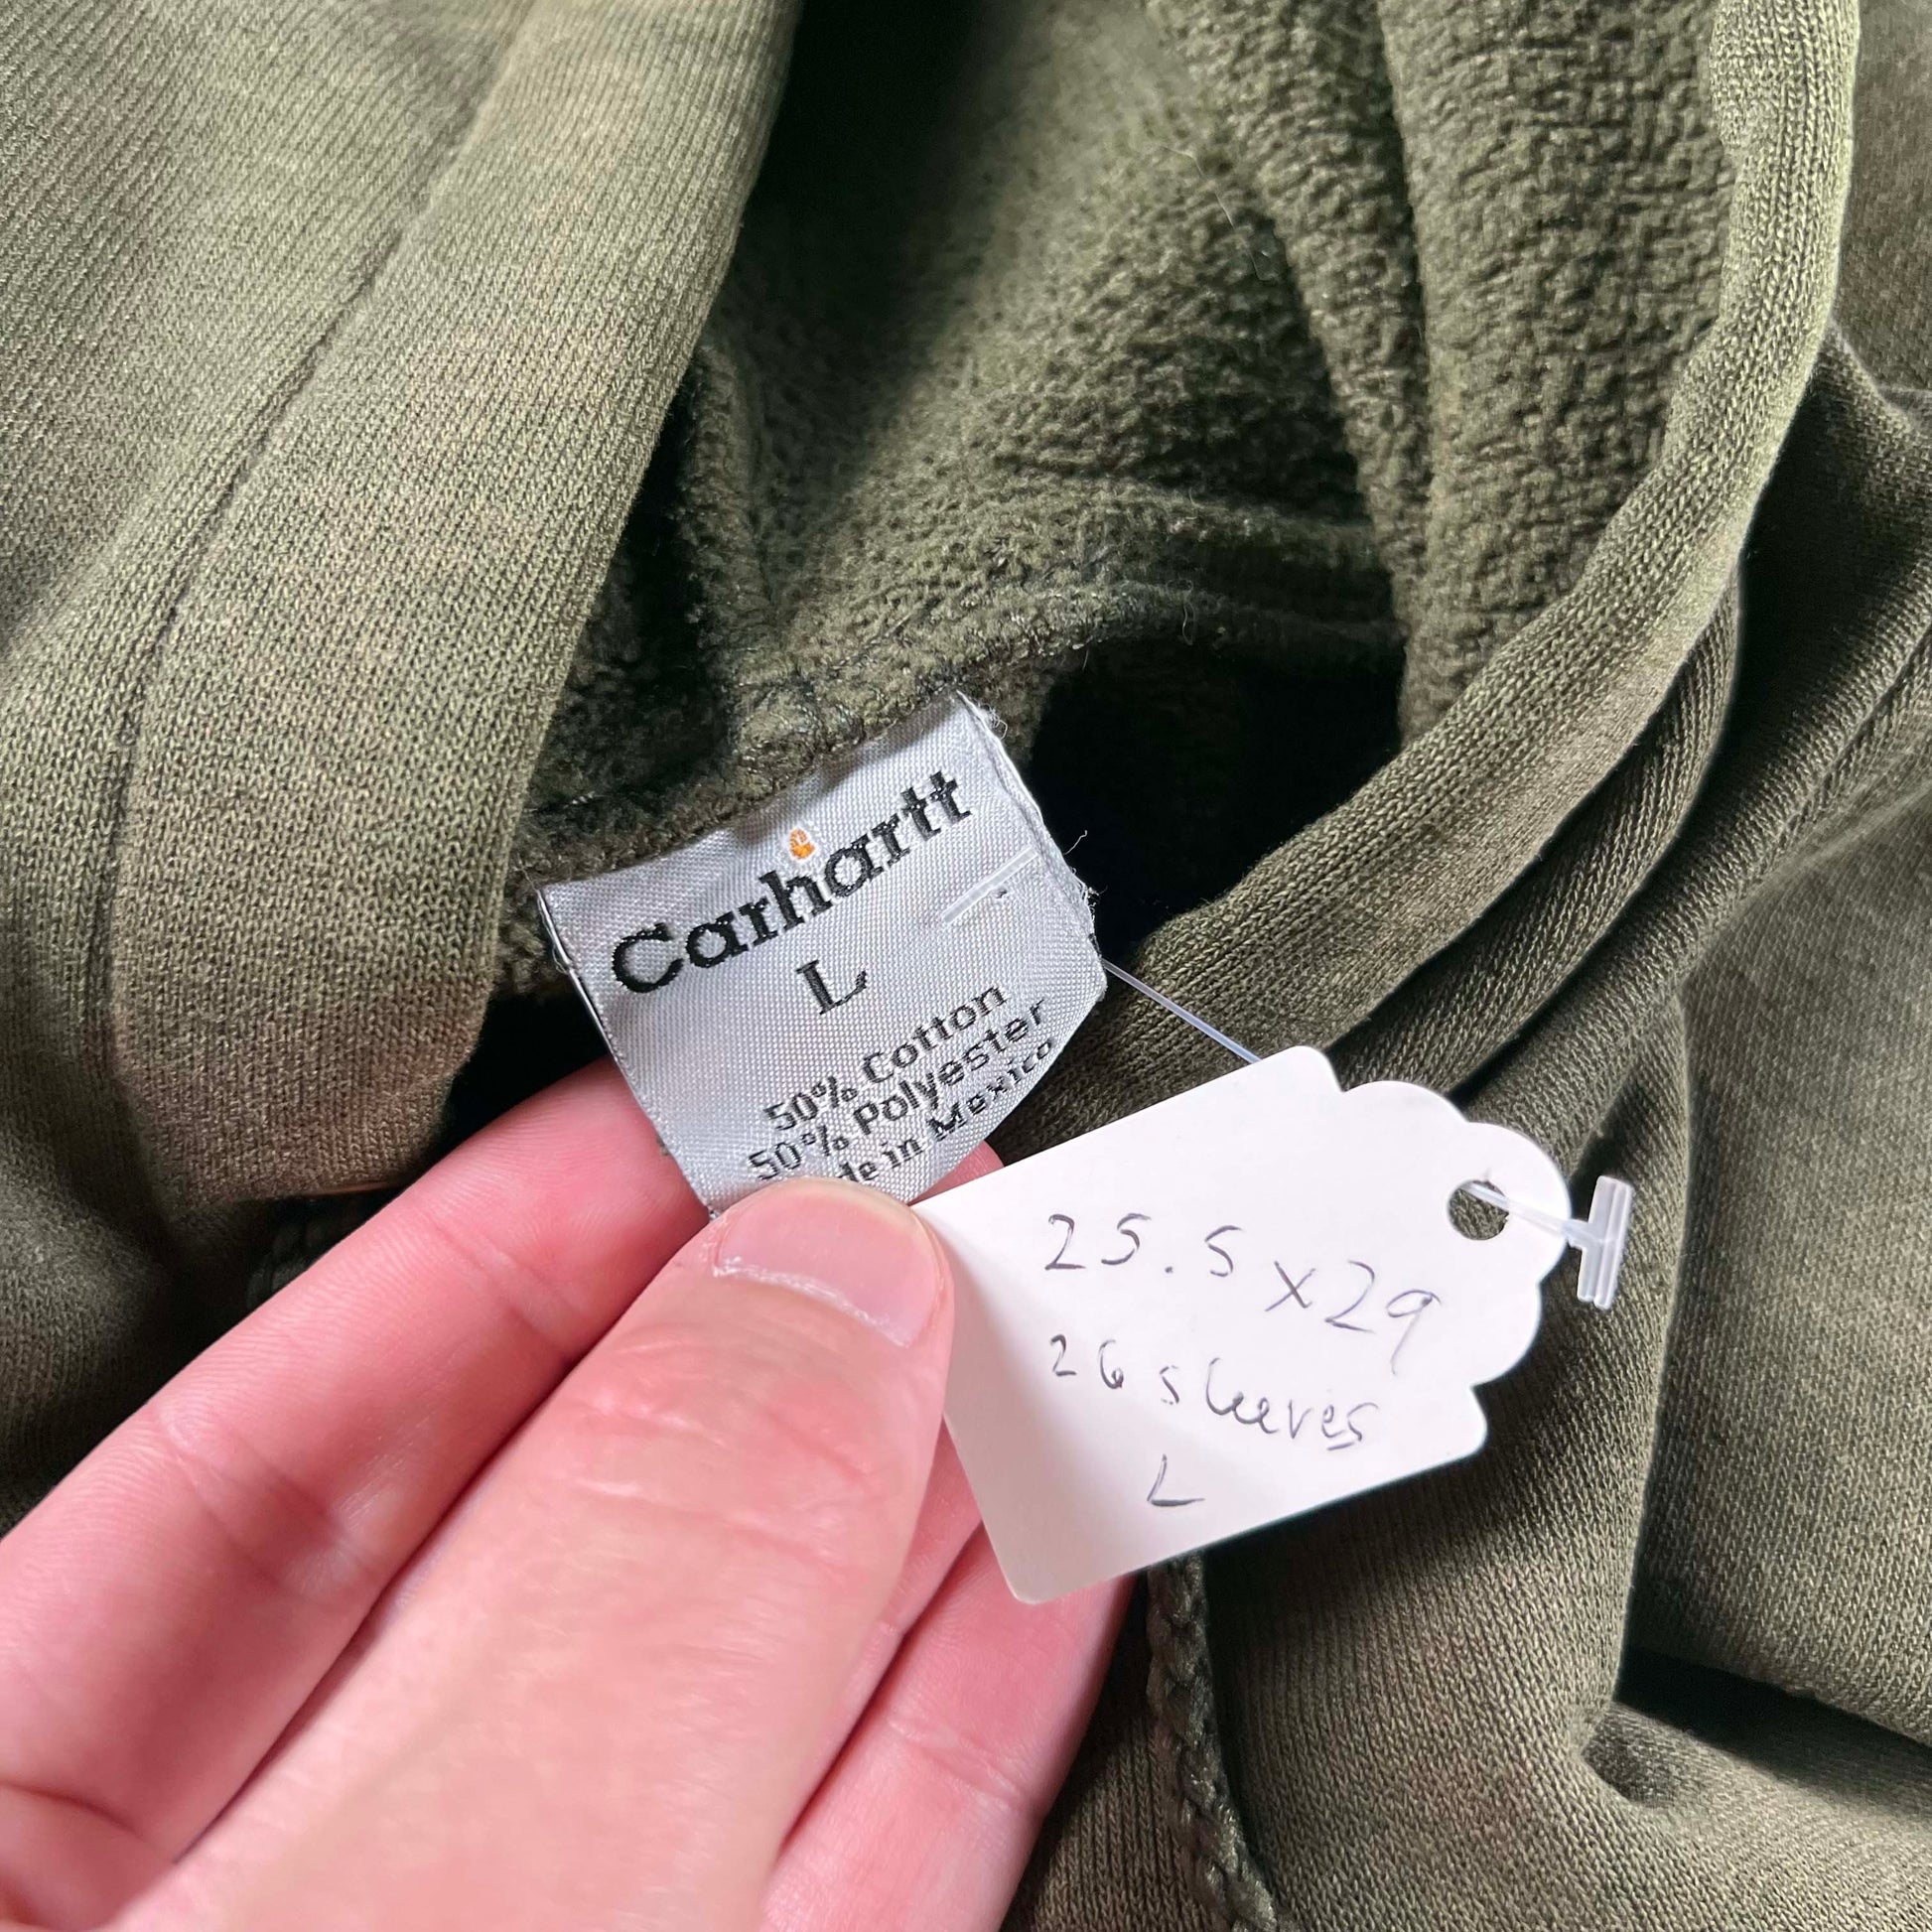 Carhartt
L
50% Cotton
50% Polyester
de in Mexico
25.5 x 29
26 sleeves
L